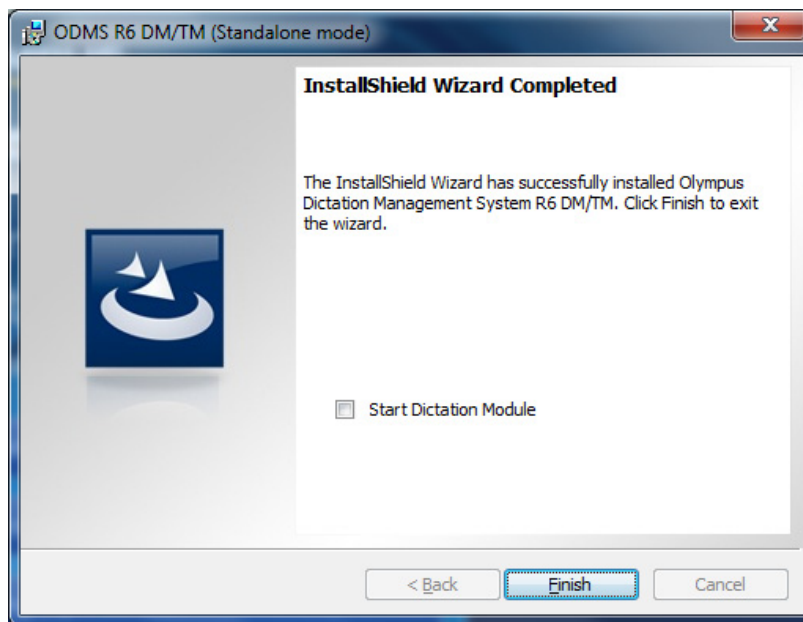 ODMS R6 DM/TM (Standalone mode)
InstallShield Wizard Completed
The InstallShield Wizard has successfully installed Olympus
Dictation Management System R6 DM/TM. Click Finish to exit
the wizard.
Start Dictation Module
< Back Finish Cancel